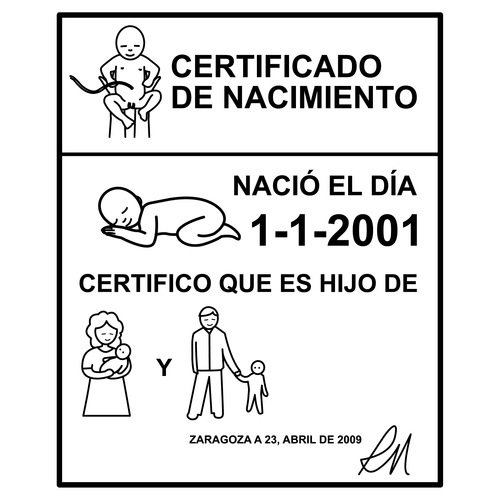 CERTIFICADO
DE NACIMIENTO
NACIÓ EL DÍA
1-1-2001
CERTIFICO QUE ES HIJO DE
Y
ZARAGOZA A 23, ABRIL DE 2009